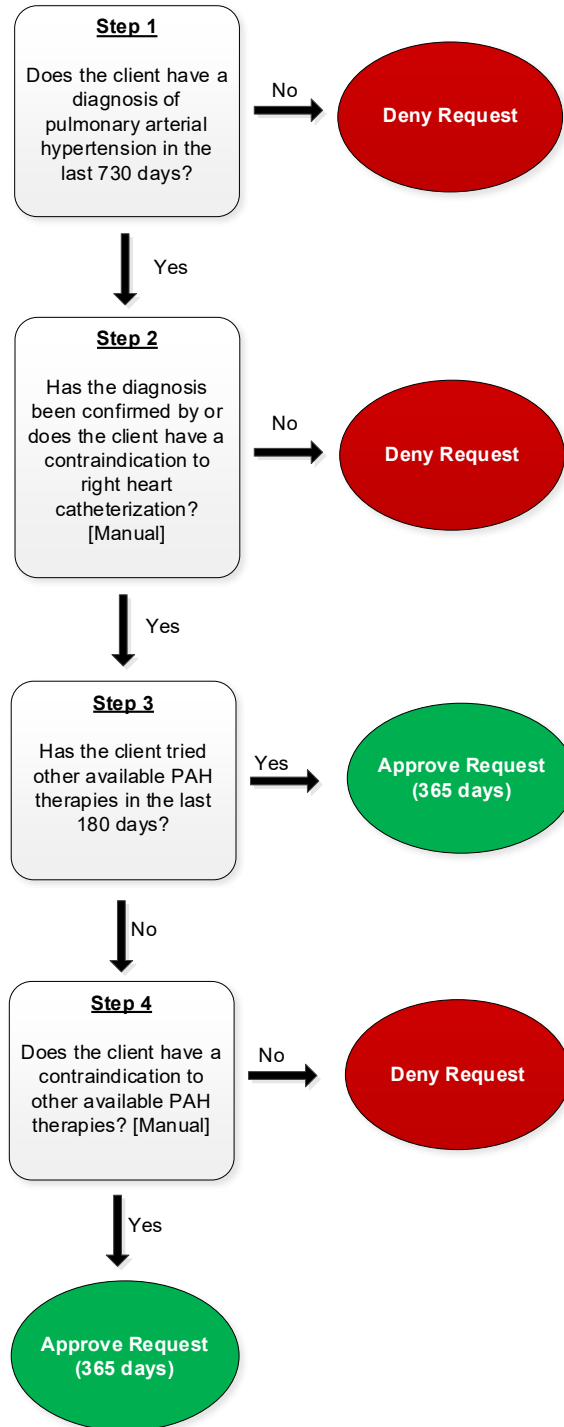 Step 1
Does the client have a
diagnosis of
pulmonary arterial
hypertension in the
last 730 days?
No
Deny Request
Yes
Step 2
Has the diagnosis
been confirmed by or
does the client have a
contraindication to
right heart
catheterization?
[Manual]
No
Deny Request
Yes
Step 3
Has the client tried
other available PAH
therapies in the last
180 days?
Yes
Approve Request
(365 days)
No
Step 4
Does the client have a
contraindication to
other available PAH
therapies? [Manual]
No
Deny Request
Yes
Approve Request
(365 days)